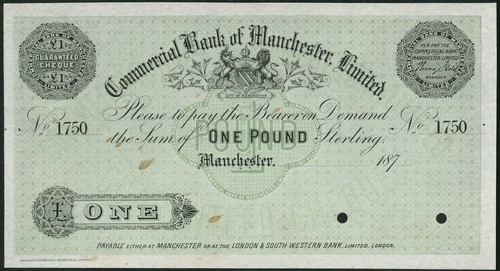 Commercial Bank of Manchester, Limited.
£1
GUARANTEED
CHEQUE
£1
PER PRO THE
COMMERCIAL BANK
MANCHESTER LIMITED
MANAGER
CITY OF MANCHESTER
Please to pay the Bearer on Demand
No 1750
No 1750
the Sum of ONE POUND Sterling.
POUND
Manchester, 187
£ ONE
PAYABLE EITHER AT MANCHESTER OR AT THE LONDON & SOUTH WESTERN BANK, LIMITED, LONDON.